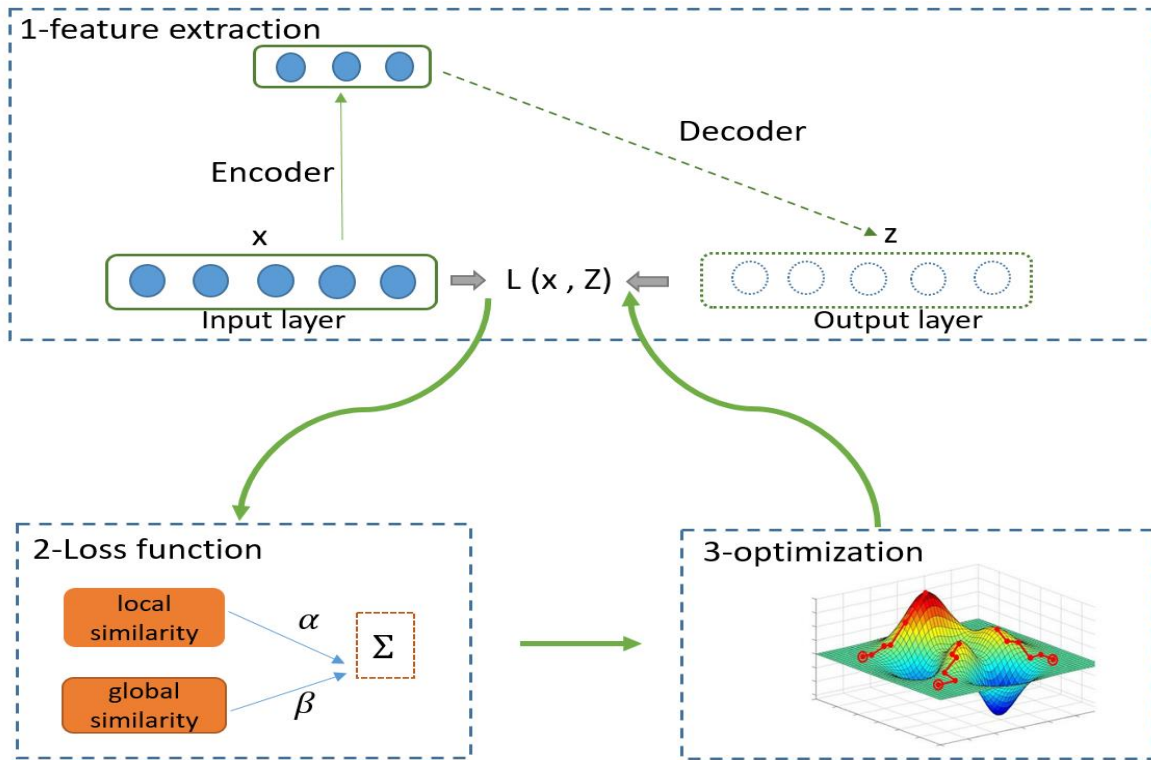 1-feature extraction
Decoder
Encoder
x
z
L (x , Z)
Input layer
Output layer
2-Loss function
local
similarity
α
Σ
global
similarity
β
3-optimization